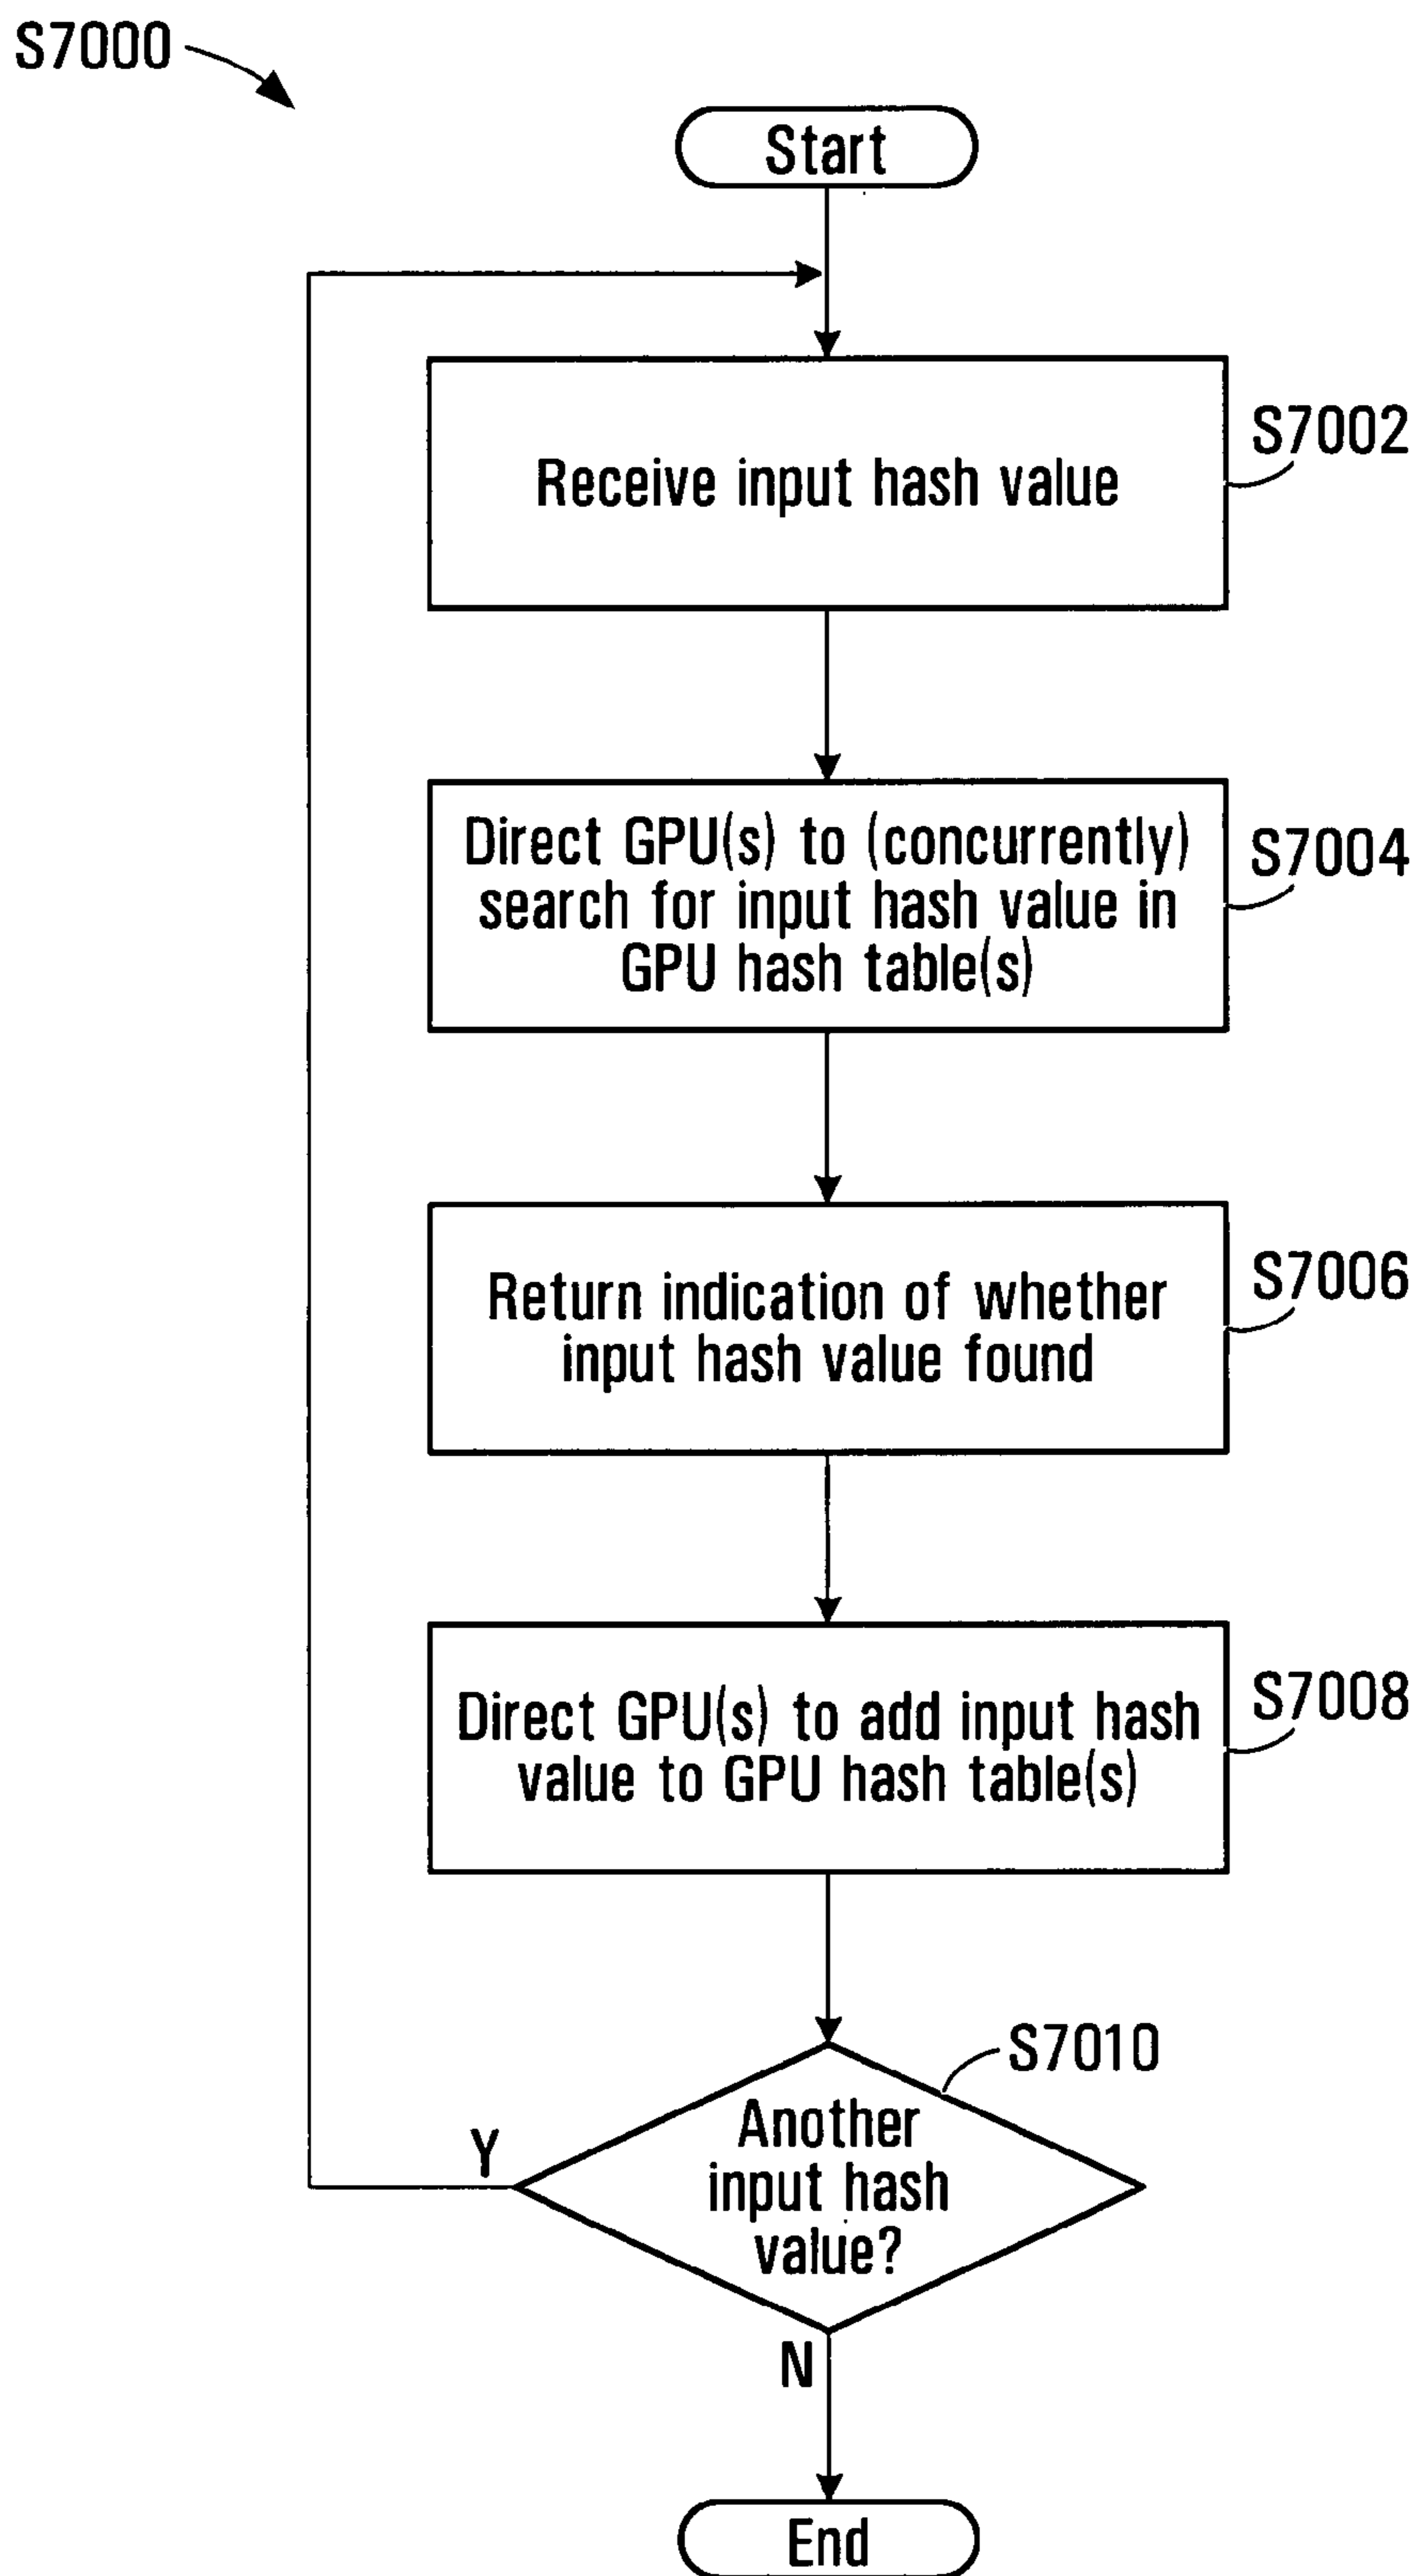 S7000
Start
Receive input hash value
S7002
Direct GPU(s) to (concurrently)
search for input hash value in
GPU hash table(s)
S7004
Return indication of whether
input hash value found
S7006
Direct GPU(s) to add input hash
value to GPU hash table(s)
S7008
S7010
Another
input hash
value?
Y
N
End